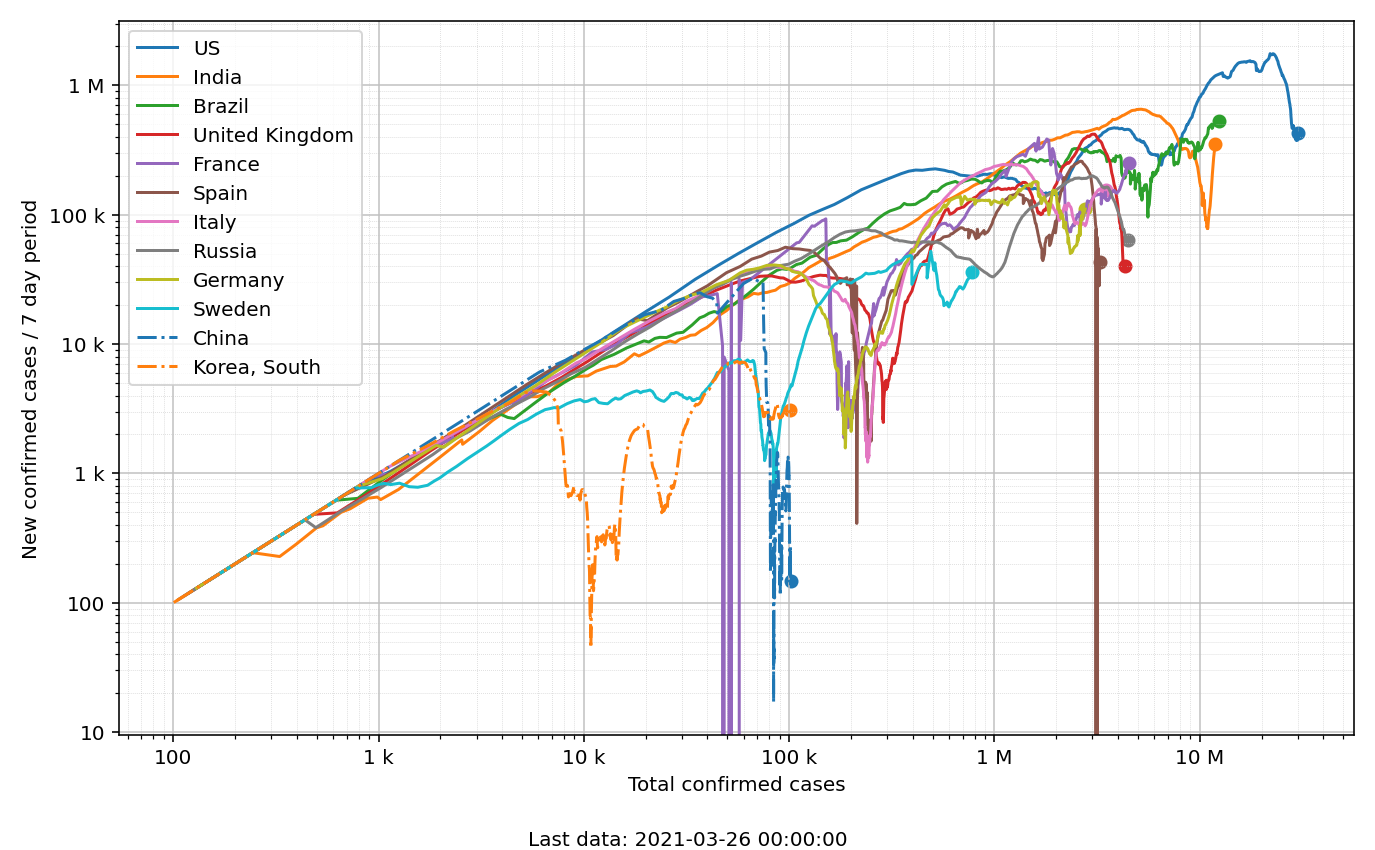 US
India
Brazil
United Kingdom
France
Spain
Italy
Russia
Germany
Sweden
China
Korea, South
New confirmed cases / 7 day period
1 M
100 k
10 k
1 k
100
10
100
1 k
10 k
100 k
1 M
10 M
Total confirmed cases
Last data: 2021-03-26 00:00:00